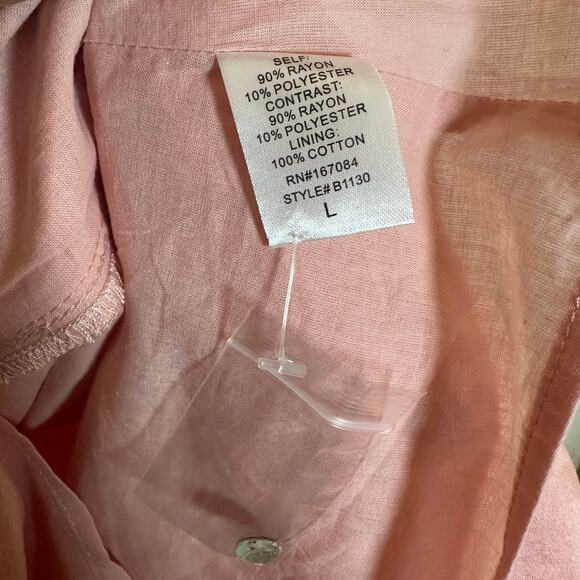 SELF:
90% RAYON
10% POLYESTER
CONTRAST:
90% RAYON
10% POLYESTER
LINING:
100% COTTON
RN#167084
STYLE# B1130
L